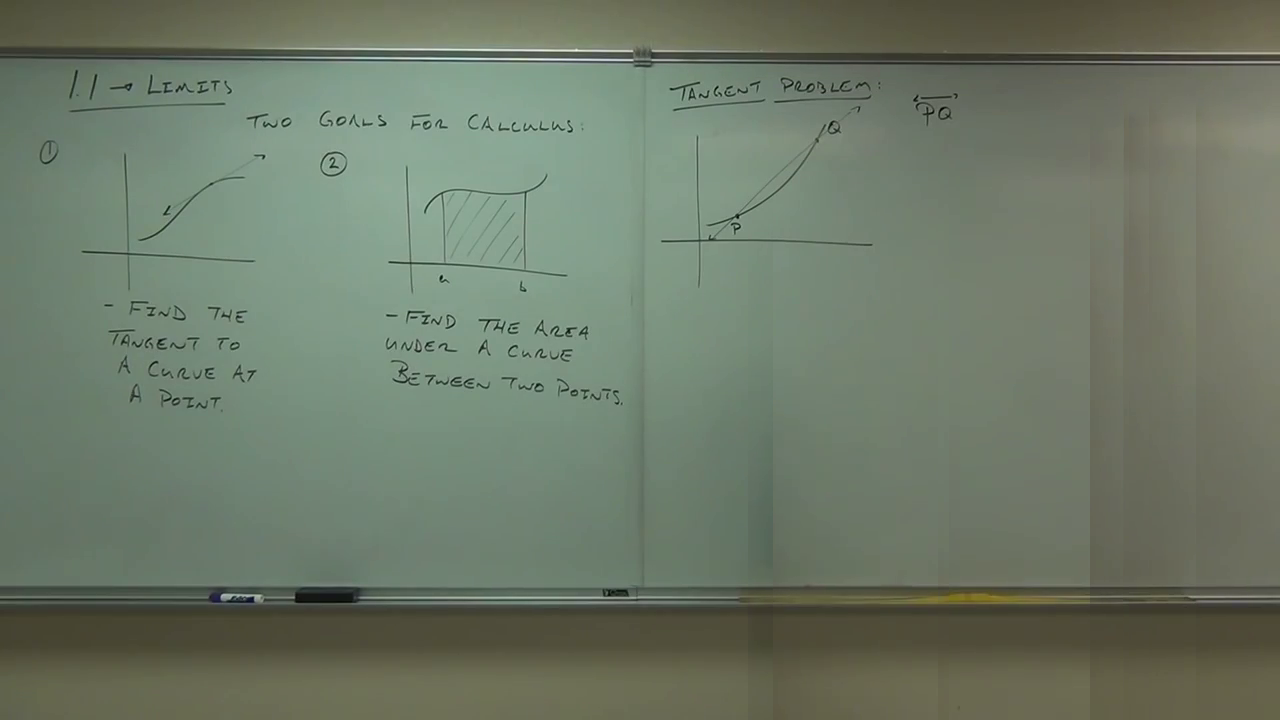 1.1 → LIMITS
TWO GOALS FOR CALCULUS:
①
②
a b
- FIND THE
TANGENT TO
A CURVE AT
A POINT.
- FIND THE AREA
UNDER A CURVE
BETWEEN TWO POINTS.
TANGENT PROBLEM:
PQ
Q
P